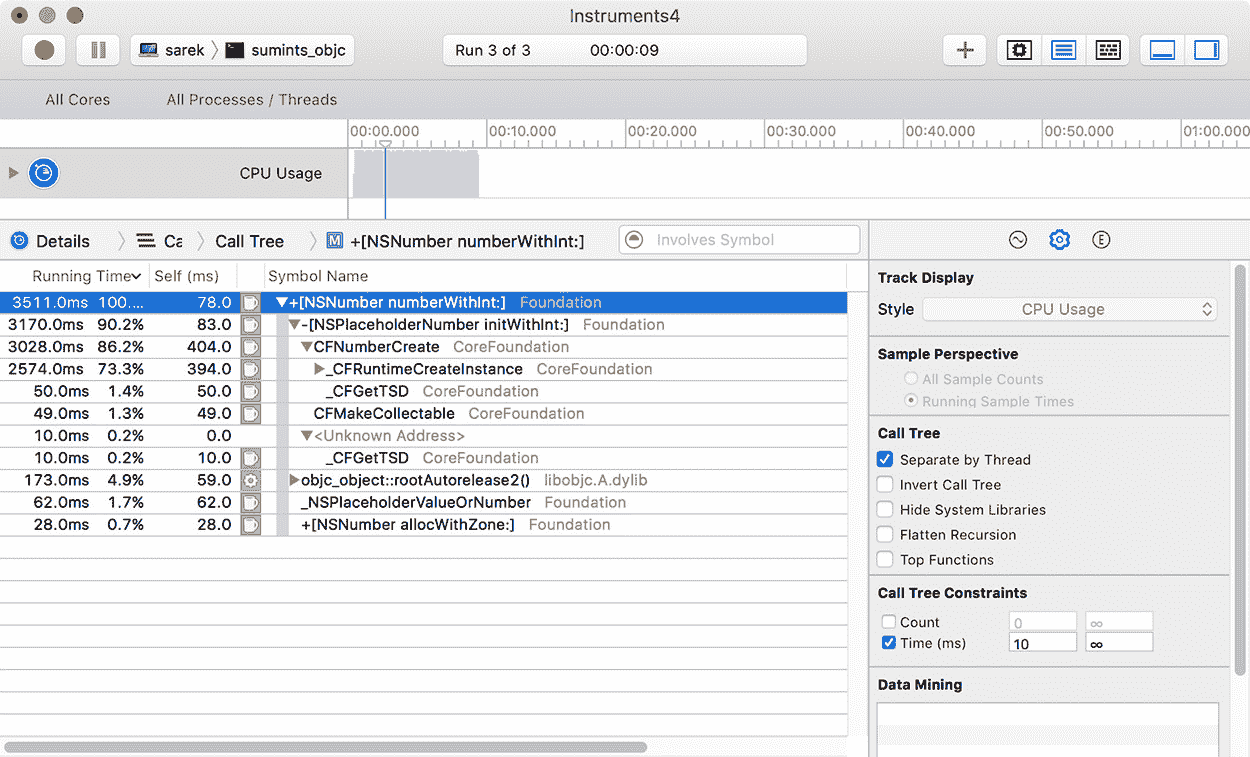 Instruments4
sarek sumints_objc Run 3 of 3 00:00:09
All Cores All Processes / Threads
00:00.000 00:10.000 00:20.000 00:30.000 00:40.000 00:50.000 01:00.000
CPU Usage
Details Ca Call Tree M +[NSNumber numberWithInt:] Involves Symbol E
Running Time Self (ms) Symbol Name
3511.0ms 100.... 78.0 +[NSNumber numberWithInt:] Foundation
3170.0ms 90.2% 83.0 -[NSPlaceholderNumber initWithInt:] Foundation
3028.0ms 86.2% 404.0 CFNumberCreate CoreFoundation
2574.0ms 73.3% 394.0 _CFRuntimeCreateInstance CoreFoundation
50.0ms 1.4% 50.0 _CFGetTSD CoreFoundation
49.0ms 1.3% 49.0 CFMakeCollectable CoreFoundation
10.0ms 0.2% 0.0 <Unknown Address>
10.0ms 0.2% 10.0 _CFGetTSD CoreFoundation
173.0ms 4.9% 59.0 objc_object::rootAutorelease2() libobjc.A.dylib
62.0ms 1.7% 62.0 _NSPlaceholderValueOrNumber Foundation
28.0ms 0.7% 28.0 +[NSNumber allocWithZone:] Foundation
Track Display
Style CPU Usage
Sample Perspective
All Sample Counts
Running Sample Times
Call Tree
Separate by Thread
Invert Call Tree
Hide System Libraries
Flatten Recursion
Top Functions
Call Tree Constraints
Count 0 ∞
Time (ms) 10 ∞
Data Mining